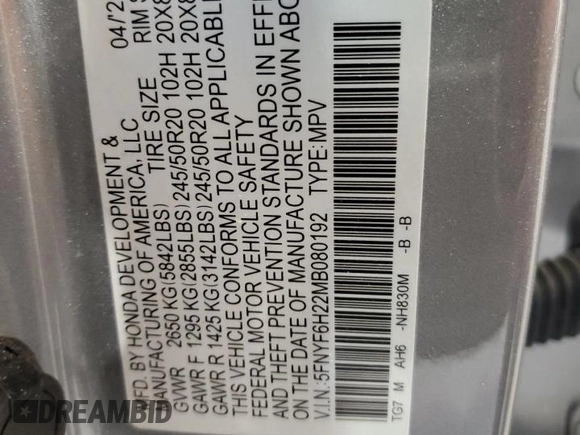 MFD. BY HONDA DEVELOPMENT & 04/'2
MANUFACTURING OF AMERICA, LLC
TIRE SIZE RIM S
GVWR 2650 KG(5842LBS)
GAWR F 1295 KG(2855LBS)245/50R20 102H 20X8
GAWR R 1425 KG(3142LBS)245/50R20 102H 20X8
THIS VEHICLE CONFORMS TO ALL APPLICABLE
FEDERAL MOTOR VEHICLE SAFETY
AND THEFT PREVENTION STANDARDS IN EFF
ON THE DATE OF MANUFACTURE SHOWN ABO
V.I.N.:5FNYF6H22MB080192 TYPE: MPV
TG7 M AH6 -NH830M -B -B
DREAMBID